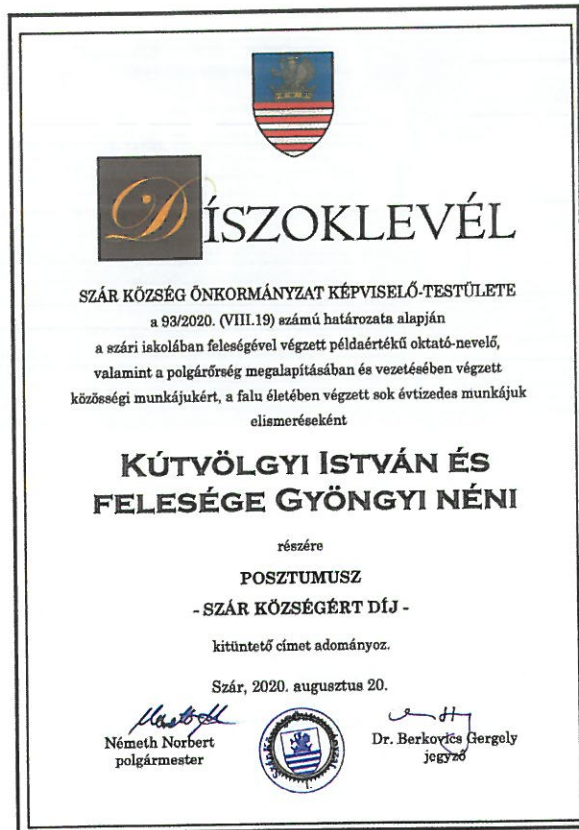 DÍSZOKLEVÉL
SZÁR KÖZSÉG ÖNKORMÁNYZAT KÉPVISELŐ-TESTÜLETE
a 93/2020. (VIII.19) számú határozata alapján
a szári iskolában feleségével végzett példaértékű oktató-nevelő,
valamint a polgárőrség megalapításában és vezetésében végzett
közösségi munkájukért, a falu életében végzett sok évtizedes munkájuk
elismeréseként
KÚTVÖLGYI ISTVÁN ÉS
FELESÉGE GYÖNGYI NÉNI
részére
POSZTUMUSZ
- SZÁR KÖZSÉGÉRT DÍJ -
kitüntető címet adományoz.
Szár, 2020. augusztus 20.
Németh Norbert
polgármester
Dr. Berkovics Gergely
jegyző